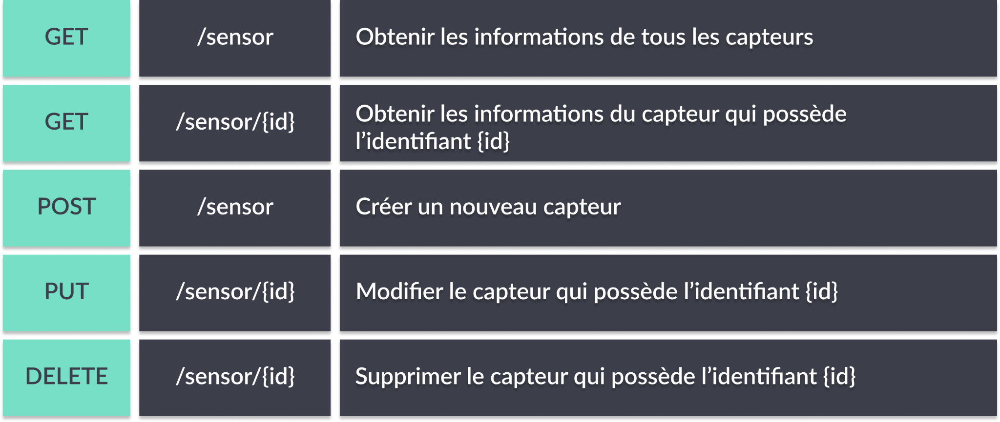 GET
/sensor
Obtenir les informations de tous les capteurs
GET
/sensor/{id}
Obtenir les informations du capteur qui possède
l’identifiant {id}
POST
/sensor
Créer un nouveau capteur
PUT
/sensor/{id}
Modifier le capteur qui possède l’identifiant {id}
DELETE
/sensor/{id}
Supprimer le capteur qui possède l’identifiant {id}